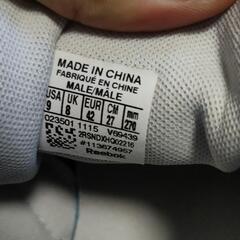 MADE IN CHINA
FABRIQUÉ EN CHINE
MALE/MÂLE
USA UK EUR CM mm
9 8 42 27 270
023501 1115 V69439
2RSNDXHQ02216
#113674957
Reebok